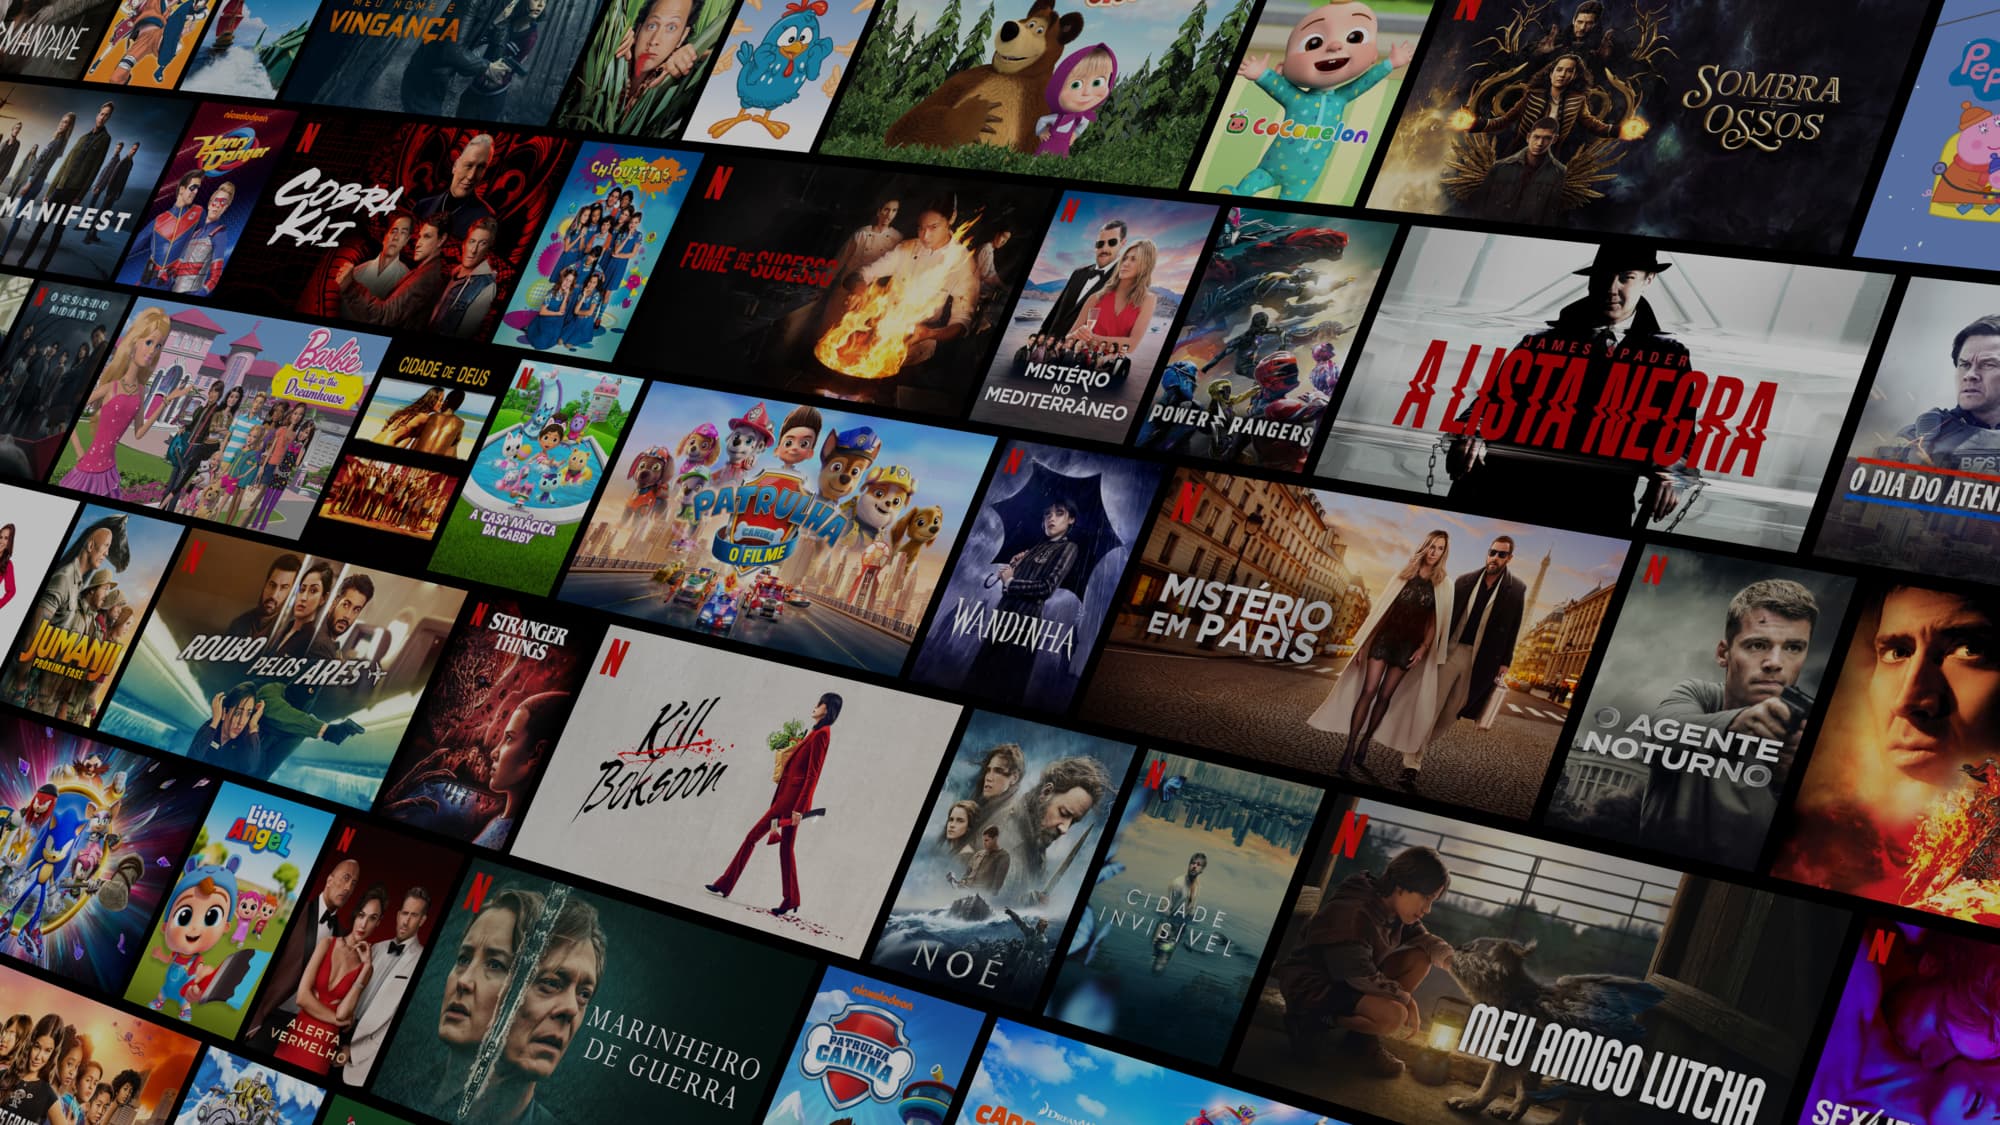 MEU NOME É
VINGANÇA
CoComelon
SOMBRA
E
OSSOS
MANIFEST
nickelodeon
Henry
Danger
COBRA
KAI
CHIQUITITAS
FOME DE SUCESSO
MISTÉRIO
NO
MEDITERRÂNEO
POWER RANGERS
JAMES SPADER
A LISTA NEGRA
Barbie
Life in the
Dreamhouse
CIDADE DE DEUS
A CASA MÁGICA
DA GABBY
PATRULHA
CANINA
O FILME
WANDINHA
MISTÉRIO
EM PARIS
O AGENTE
NOTURNO
JUMANJI
PRÓXIMA FASE
ROUBO
PELOS ARES
STRANGER
THINGS
Kill
Boksoon
NOÉ
CIDADE
INVISÍVEL
MEU AMIGO LUTCHA
Little
Angel
ALERTA
VERMELHO
MARINHEIRO
DE GUERRA
nickelodeon
PATRULHA
CANINA